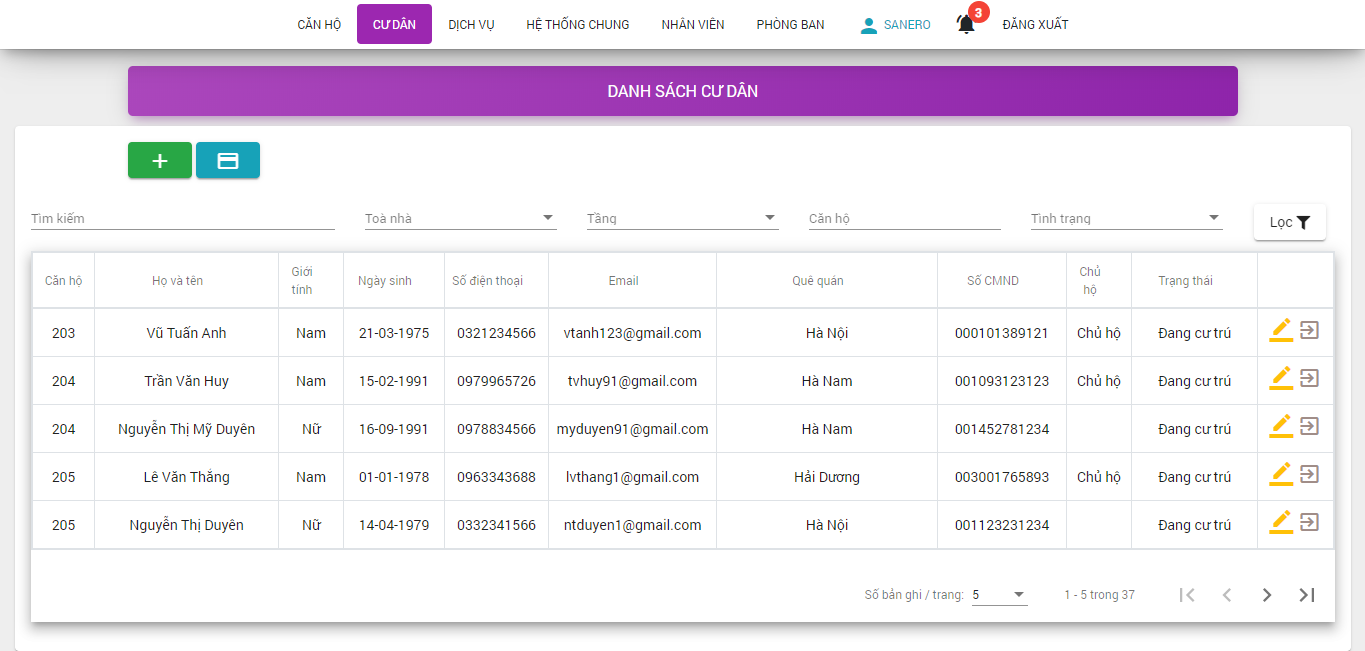 CĂN HỘ CƯ DÂN DỊCH VỤ HỆ THỐNG CHUNG NHÂN VIÊN PHÒNG BAN SANERO 3 ĐĂNG XUẤT
DANH SÁCH CƯ DÂN
Tìm kiếm Toà nhà Tầng Căn hộ Tình trạng Lọc
Căn hộ Họ và tên Giới tính Ngày sinh Số điện thoại Email Quê quán Số CMND Chủ hộ Trạng thái
203 Vũ Tuấn Anh Nam 21-03-1975 0321234566 vtanh123@gmail.com Hà Nội 000101389121 Chủ hộ Đang cư trú
204 Trần Văn Huy Nam 15-02-1991 0979965726 tvhuy91@gmail.com Hà Nam 001093123123 Chủ hộ Đang cư trú
204 Nguyễn Thị Mỹ Duyên Nữ 16-09-1991 0978834566 myduyen91@gmail.com Hà Nam 001452781234 Đang cư trú
205 Lê Văn Thắng Nam 01-01-1978 0963343688 lvthang1@gmail.com Hải Dương 003001765893 Chủ hộ Đang cư trú
205 Nguyễn Thị Duyên Nữ 14-04-1979 0332341566 ntduyen1@gmail.com Hà Nội 001123231234 Đang cư trú
Số bản ghi / trang: 5 1 - 5 trong 37